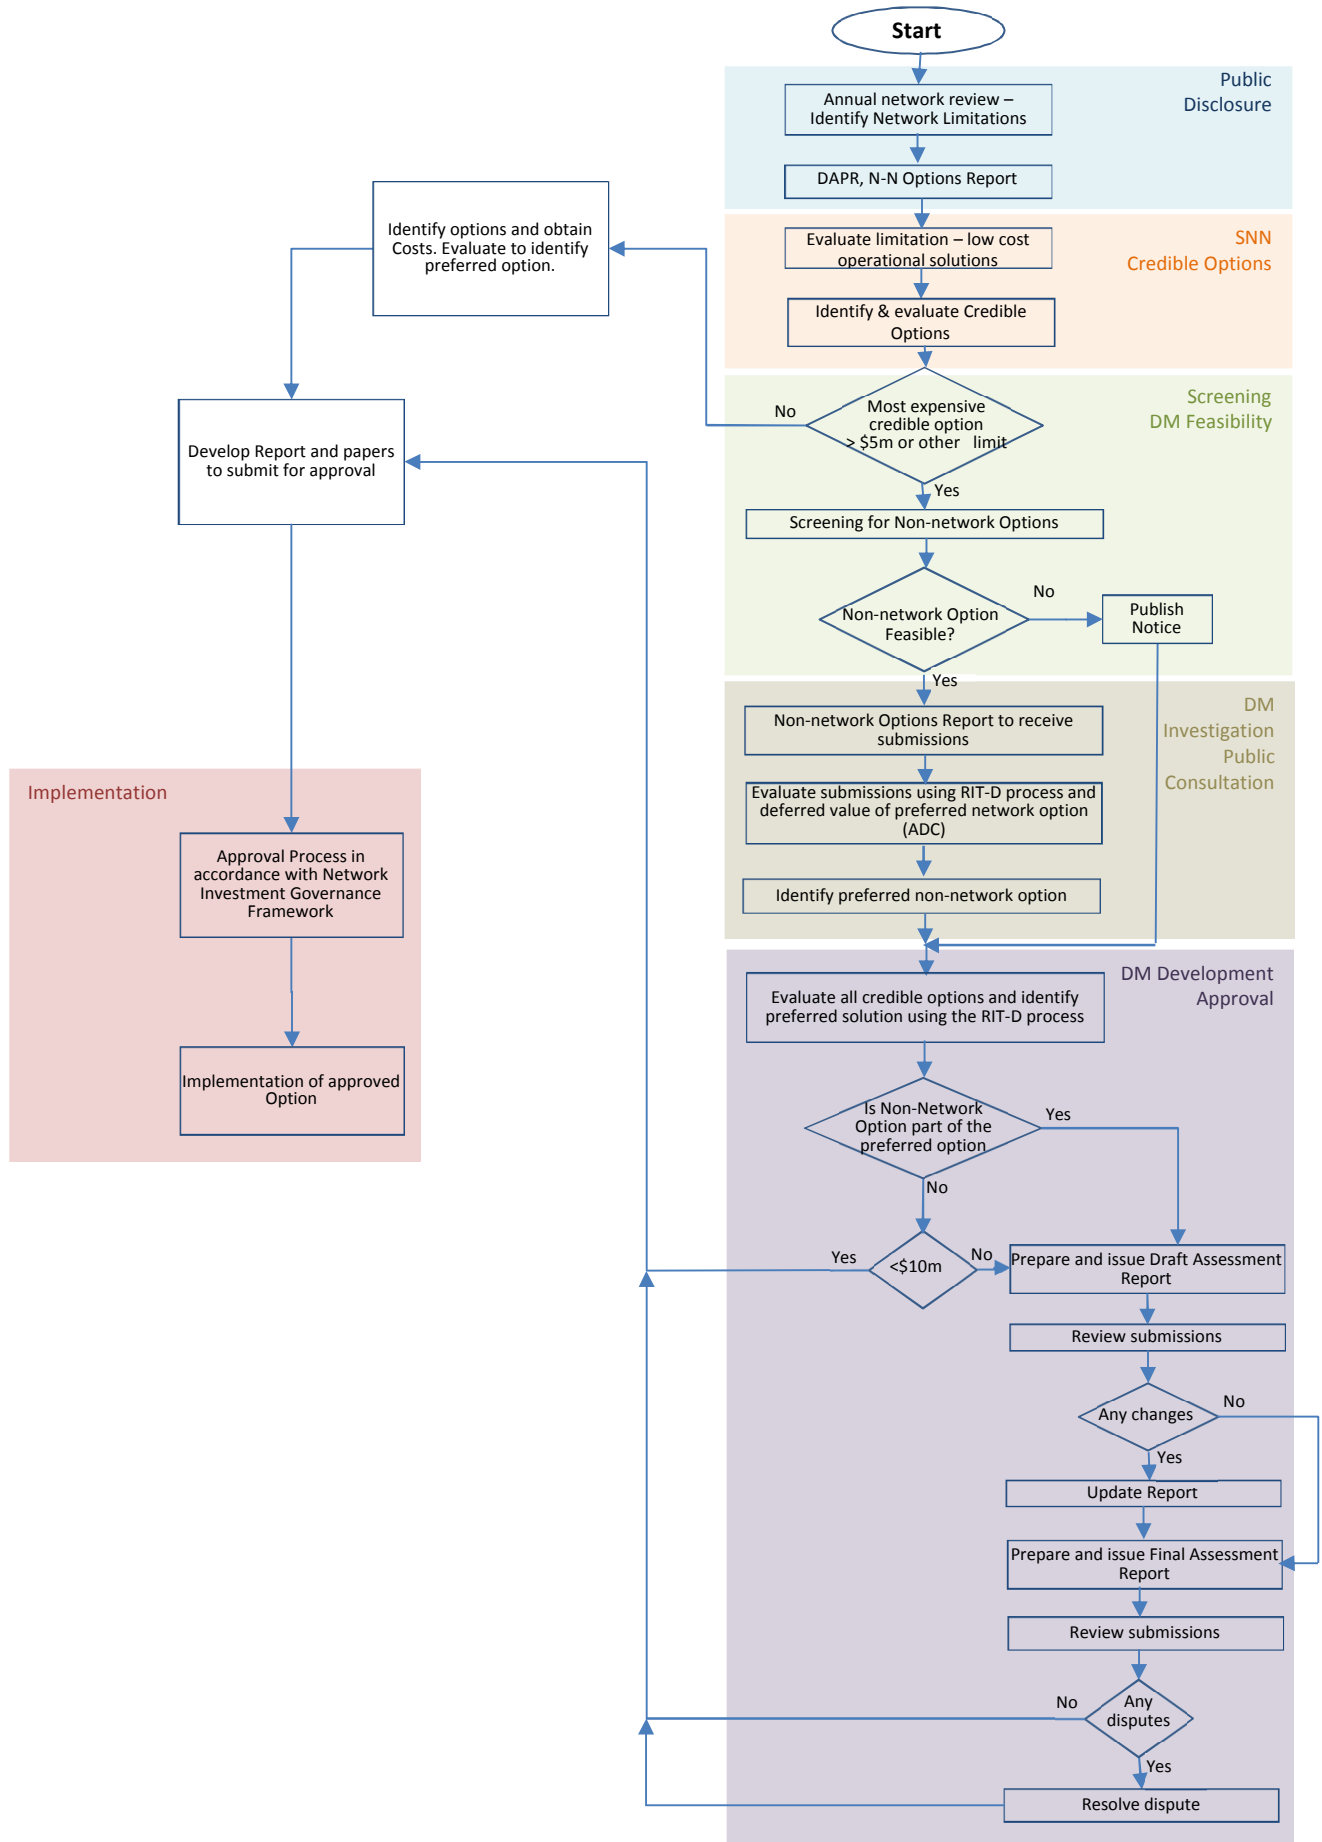 Start
Public
Disclosure
Annual network review –
Identify Network Limitations
DAPR, N-N Options Report
SNN
Credible Options
Evaluate limitation – low cost
operational solutions
Identify & evaluate Credible
Options
Identify options and obtain
Costs. Evaluate to identify
preferred option.
Screening
DM Feasibility
No
Most expensive
credible option
> $5m or other limit
Yes
Develop Report and papers
to submit for approval
Screening for Non-network Options
Non-network Option
Feasible?
No
Publish
Notice
Yes
DM
Investigation
Public
Consultation
Non-network Options Report to receive
submissions
Evaluate submissions using RIT-D process and
deferred value of preferred network option
(ADC)
Identify preferred non-network option
Implementation
Approval Process in
accordance with Network
Investment Governance
Framework
Implementation of approved
Option
DM Development
Approval
Evaluate all credible options and identify
preferred solution using the RIT-D process
Is Non-Network
Option part of the
preferred option
Yes
No
Yes
<$10m
No
Prepare and issue Draft Assessment
Report
Review submissions
Any changes
No
Yes
Update Report
Prepare and issue Final Assessment
Report
Review submissions
No
Any
disputes
Yes
Resolve dispute